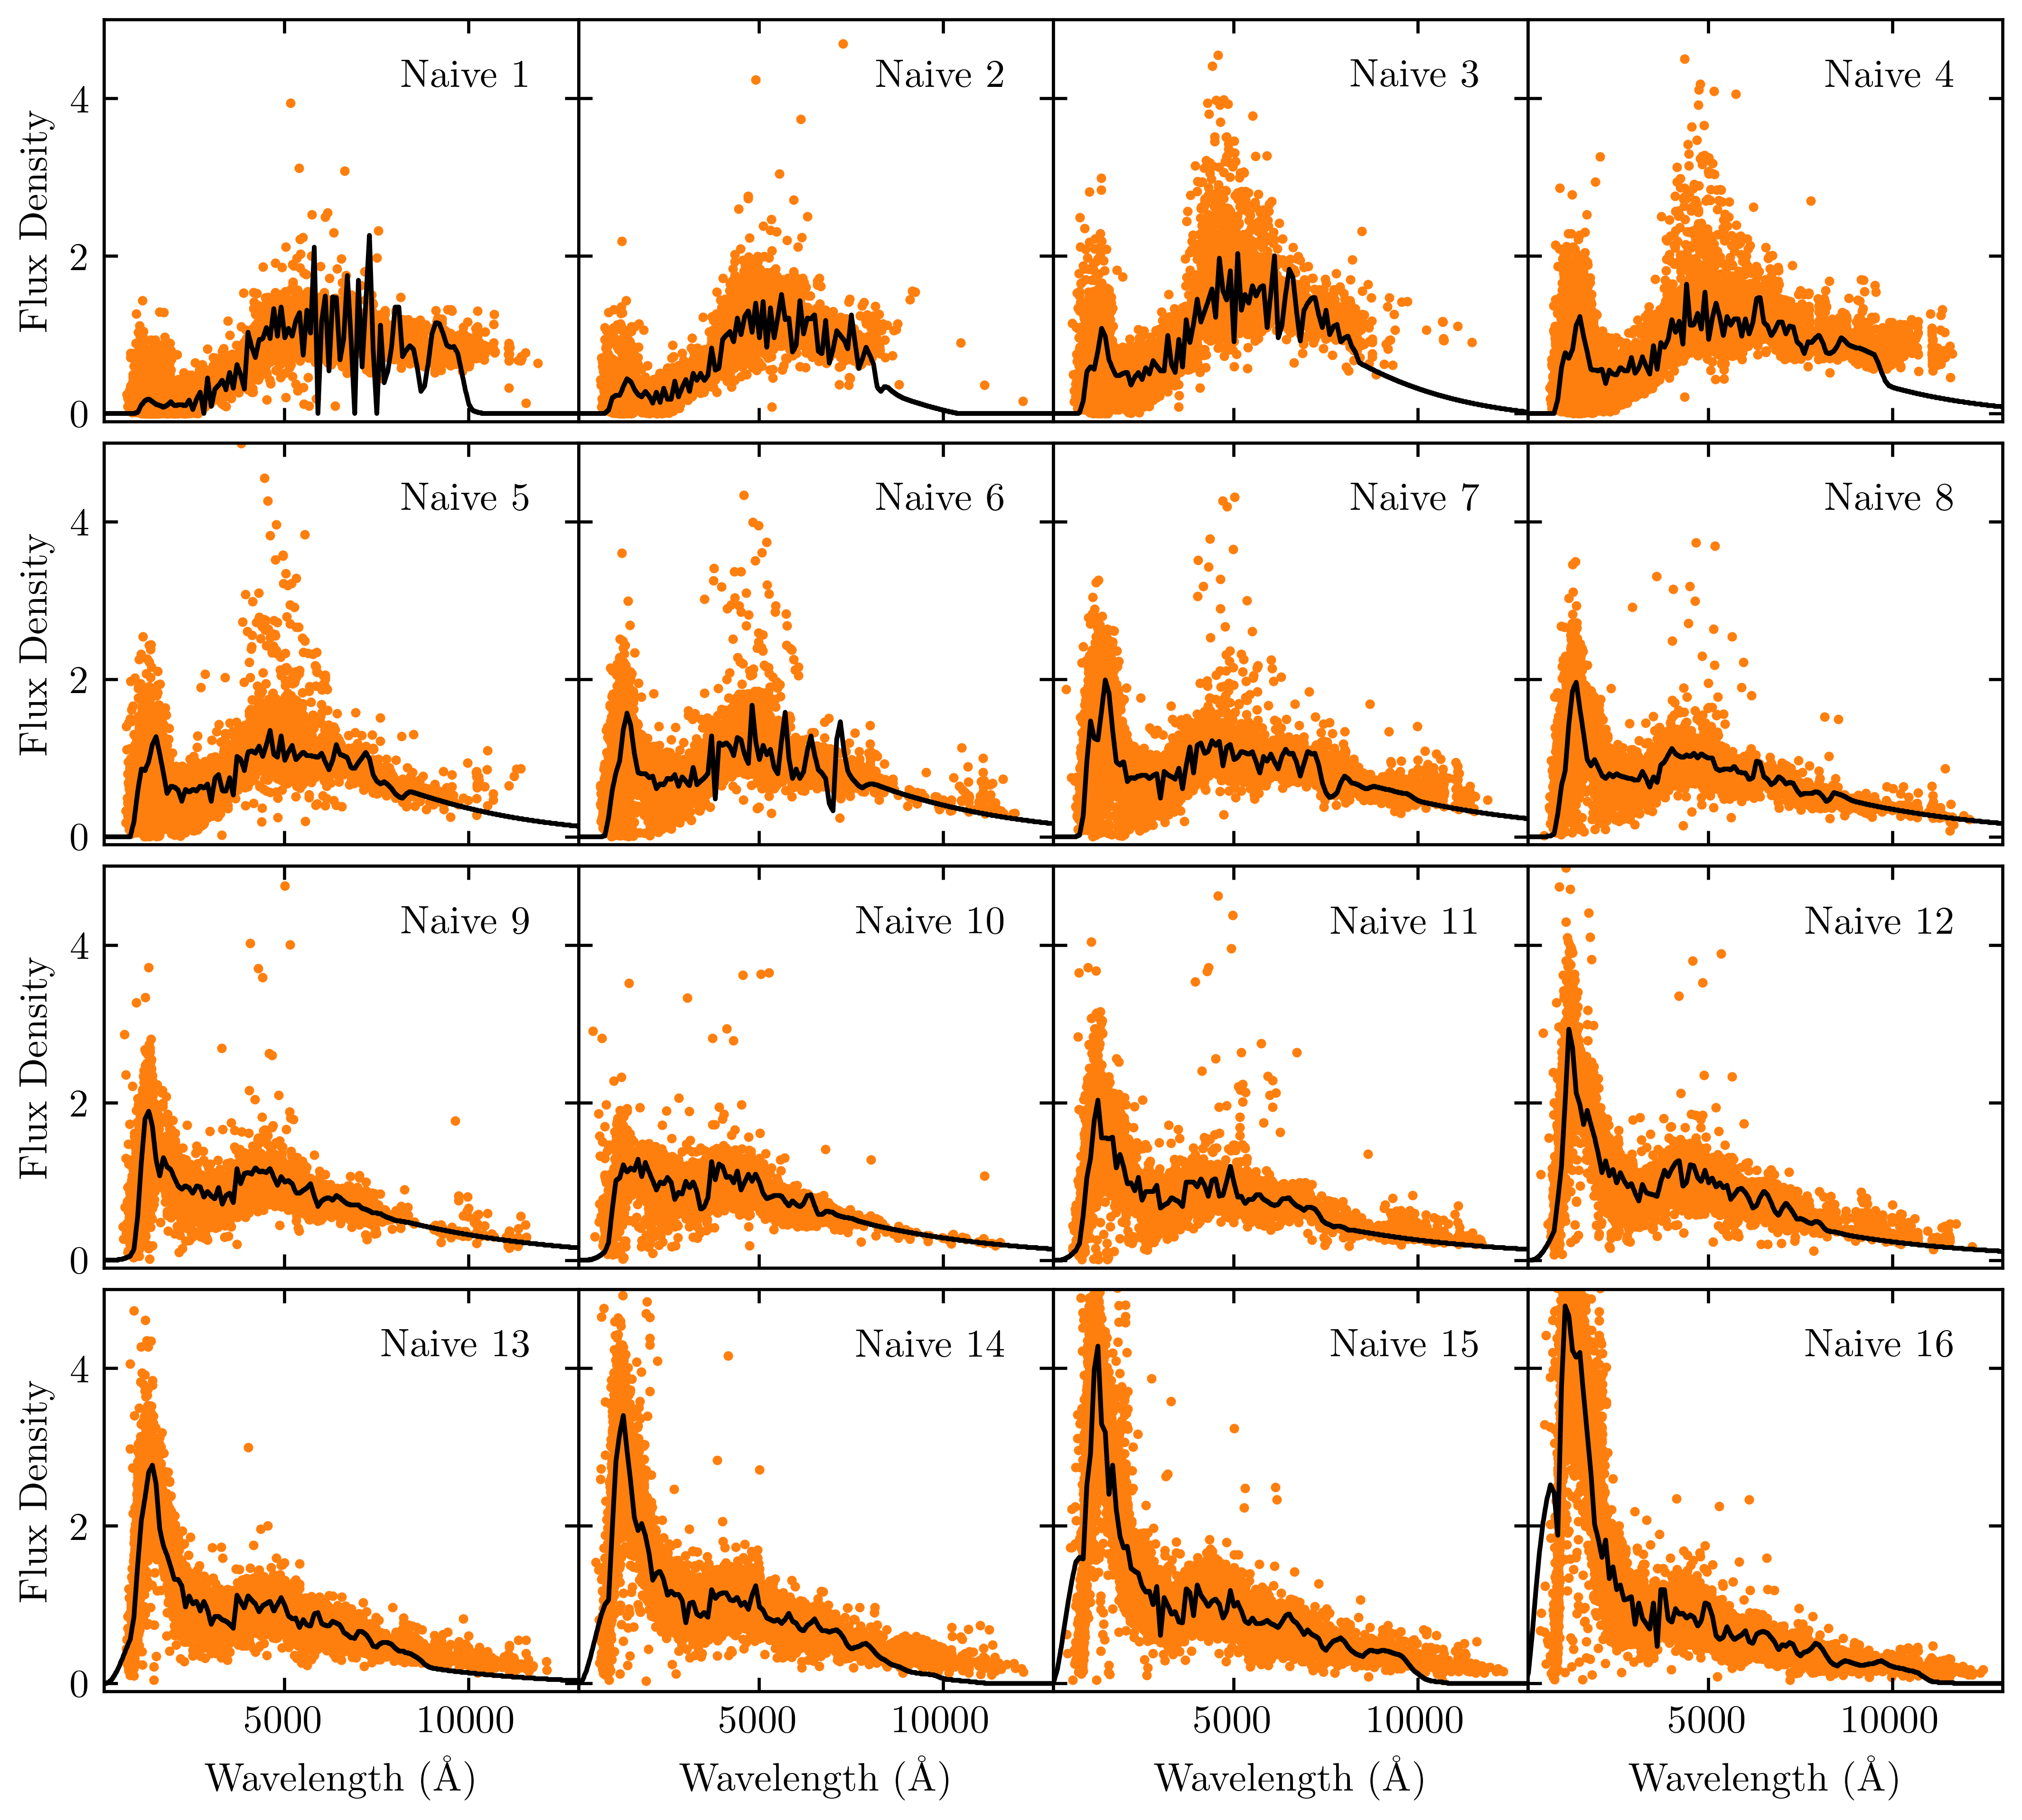 Naive 1
Naive 2
Naive 3
Naive 4
Flux Density
4
2
0
Naive 5
Naive 6
Naive 7
Naive 8
Flux Density
4
2
0
Naive 9
Naive 10
Naive 11
Naive 12
Flux Density
4
2
0
Naive 13
Naive 14
Naive 15
Naive 16
Flux Density
4
2
0
5000 10000 5000 10000 5000 10000 5000 10000
Wavelength (Å) Wavelength (Å) Wavelength (Å) Wavelength (Å)